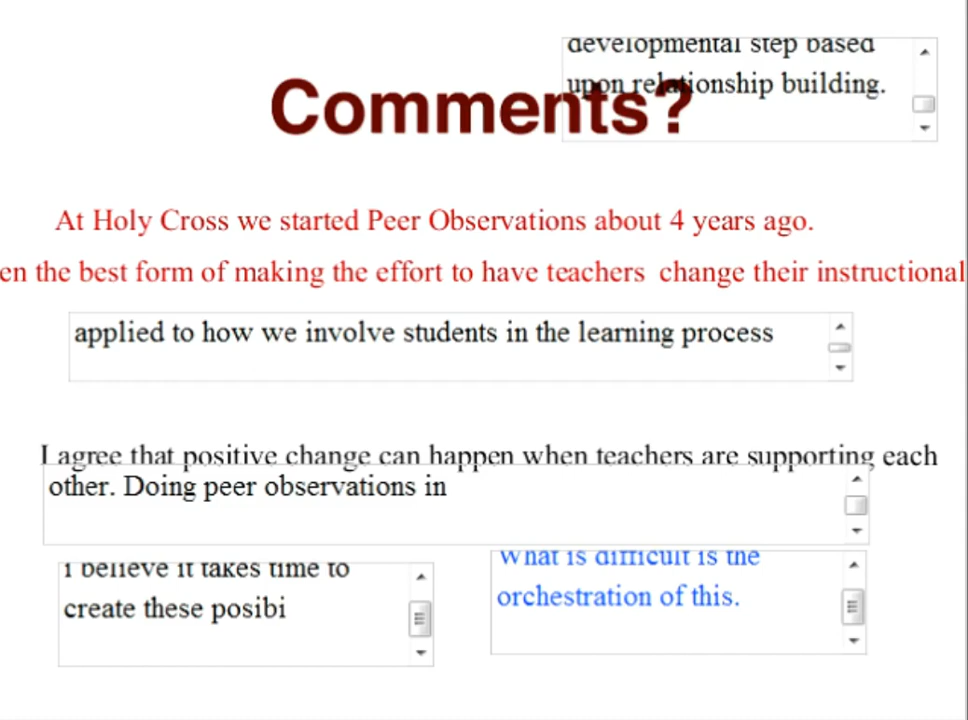 developmental step based
upon relationship building.
Comments?
At Holy Cross we started Peer Observations about 4 years ago.
en the best form of making the effort to have teachers change their instructional
applied to how we involve students in the learning process
I agree that positive change can happen when teachers are supporting each
other. Doing peer observations in
i believe it takes time to
create these posibi
What is difficult is the
orchestration of this.